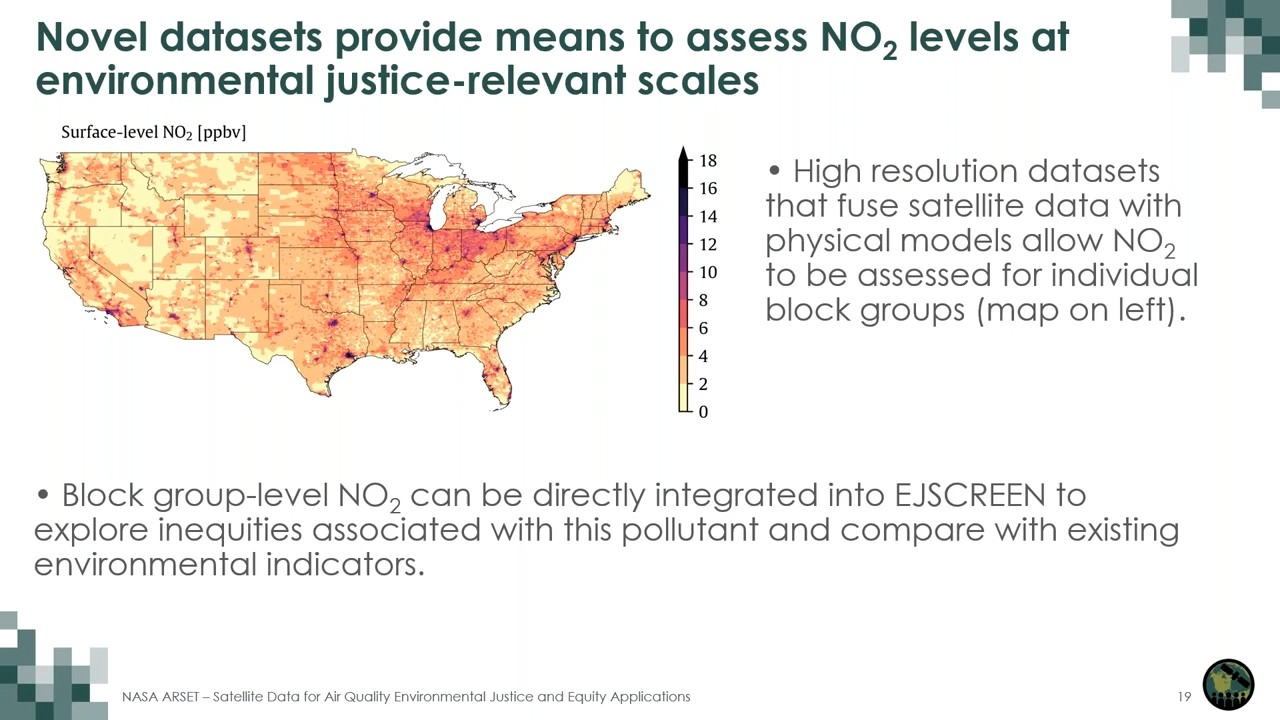 Novel datasets provide means to assess NO₂ levels at
environmental justice-relevant scales
Surface-level NO₂ [ppbv]
18
16
14
12
10
8
6
4
2
0
• High resolution datasets
that fuse satellite data with
physical models allow NO₂
to be assessed for individual
block groups (map on left).
• Block group-level NO₂ can be directly integrated into EJSCREEN to
explore inequities associated with this pollutant and compare with existing
environmental indicators.
NASA ARSET – Satellite Data for Air Quality Environmental Justice and Equity Applications
19